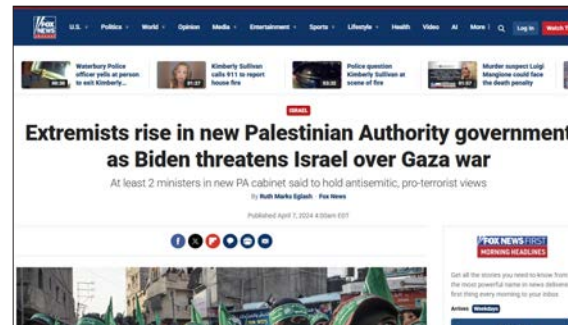 FOX NEWS
U.S.
Politics
World
Opinion
Media
Entertainment
Sports
Lifestyle
Health
Video
AI
More
Log In
Watch T
Waterbury Police
officer yells at person
to exit Kimberly...
Kimberly Sullivan
calls 911 to report
house fire
01:27
Police question
Kimberly Sullivan at
scene of fire
Murder suspect Luigi
Mangione could face
the death penalty
ISRAEL
Extremists rise in new Palestinian Authority government
as Biden threatens Israel over Gaza war
At least 2 ministers in new PA cabinet said to hold antisemitic, pro-terrorist views
By Ruth Marks Eglash Fox News
Published April 7, 2024 4:00am EDT
FOX NEWS FIRST
MORNING HEADLINES
Get all the stories you need to know from
the most powerful name in news delivered
first thing every morning to your inbox
Arrives Weekdays